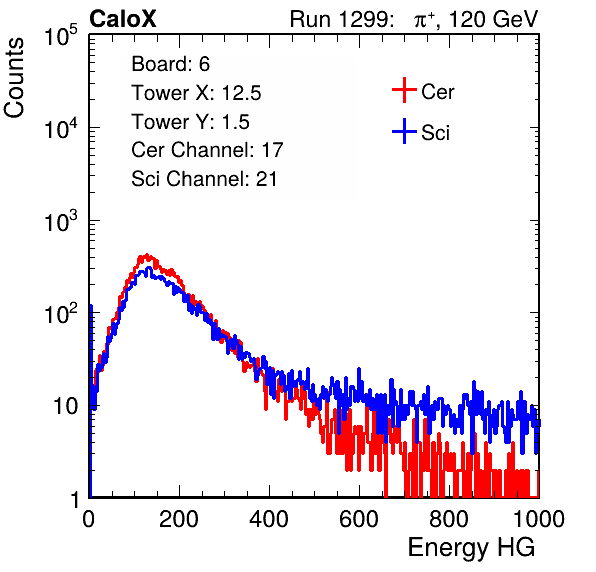 CaloX Run 1299: π⁺, 120 GeV
Counts
Board: 6
Tower X: 12.5
Tower Y: 1.5
Cer Channel: 17
Sci Channel: 21
Cer
Sci
10⁵
10⁴
10³
10²
10
1
0 200 400 600 800 1000
Energy HG